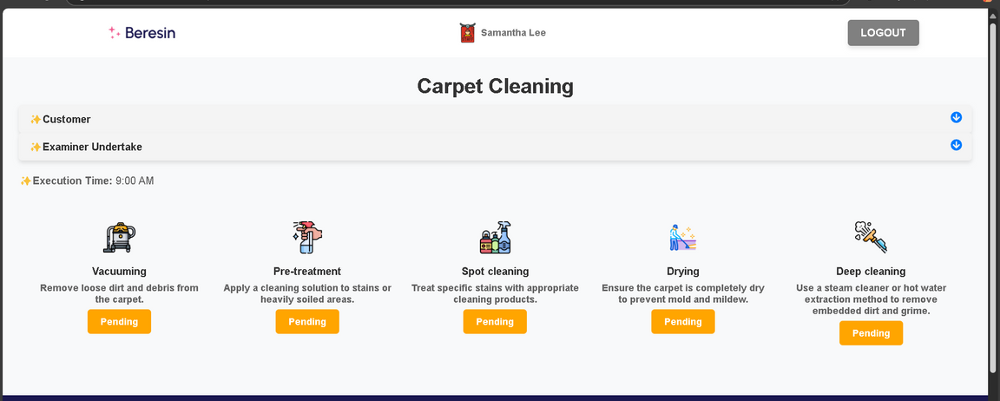 Beresin
Samantha Lee
LOGOUT
Carpet Cleaning
✨Customer
✨Examiner Undertake
✨Execution Time: 9:00 AM
Vacuuming
Remove loose dirt and debris from
the carpet.
Pending
Pre-treatment
Apply a cleaning solution to stains or
heavily soiled areas.
Pending
Spot cleaning
Treat specific stains with appropriate
cleaning products.
Pending
Drying
Ensure the carpet is completely dry
to prevent mold and mildew.
Pending
Deep cleaning
Use a steam cleaner or hot water
extraction method to remove
embedded dirt and grime.
Pending